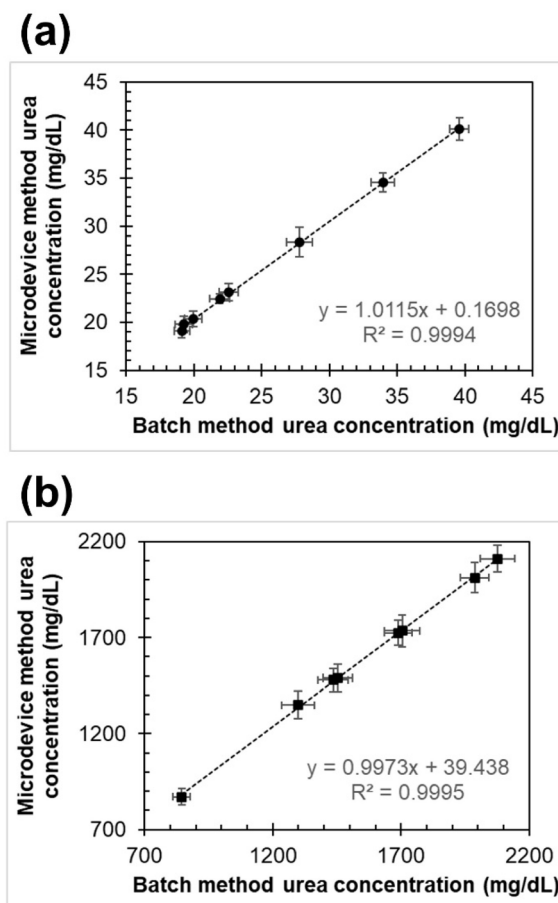 (a)
45
40
35
30
25
20
15
15 20 25 30 35 40 45
Microdevice method urea
concentration (mg/dL)
y = 1.0115x + 0.1698
R² = 0.9994
Batch method urea concentration (mg/dL)
(b)
2200
1700
1200
700
700 1200 1700 2200
Microdevice method urea
concentration (mg/dL)
y = 0.9973x + 39.438
R² = 0.9995
Batch method urea concentration (mg/dL)